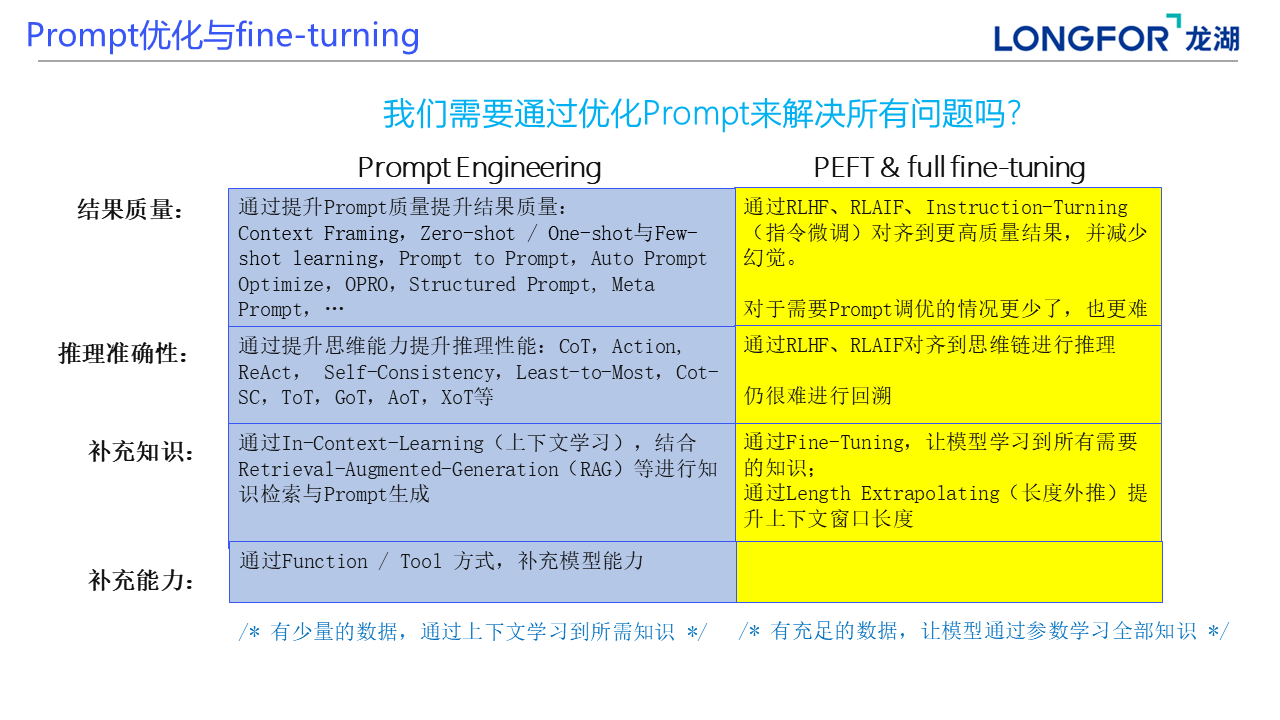 Prompt优化与fine-turning
LONGFOR 龙湖
我们需要通过优化Prompt来解决所有问题吗?
Prompt Engineering
PEFT & full fine-tuning
结果质量:
通过提升Prompt质量提升结果质量:
Context Framing, Zero-shot / One-shot与Few-
shot learning, Prompt to Prompt, Auto Prompt
Optimize, OPRO, Structured Prompt, Meta
Prompt, …
通过RLHF、RLAIF、Instruction-Turning
(指令微调)对齐到更高质量结果,并减少
幻觉。
对于需要Prompt调优的情况更少了,也更难
推理准确性:
通过提升思维能力提升推理性能:CoT, Action,
ReAct, Self-Consistency, Least-to-Most, Cot-
SC, ToT, GoT, AoT, XoT等
通过RLHF、RLAIF对齐到思维链进行推理
仍很难进行回溯
补充知识:
通过In-Context-Learning(上下文学习),结合
Retrieval-Augmented-Generation(RAG)等进行知
识检索与Prompt生成
通过Fine-Tuning,让模型学习到所有需要
的知识;
通过Length Extrapolating(长度外推)提
升上下文窗口长度
补充能力:
通过Function / Tool 方式,补充模型能力
/* 有少量的数据,通过上下文学习到所需知识 */
/* 有充足的数据,让模型通过参数学习全部知识 */